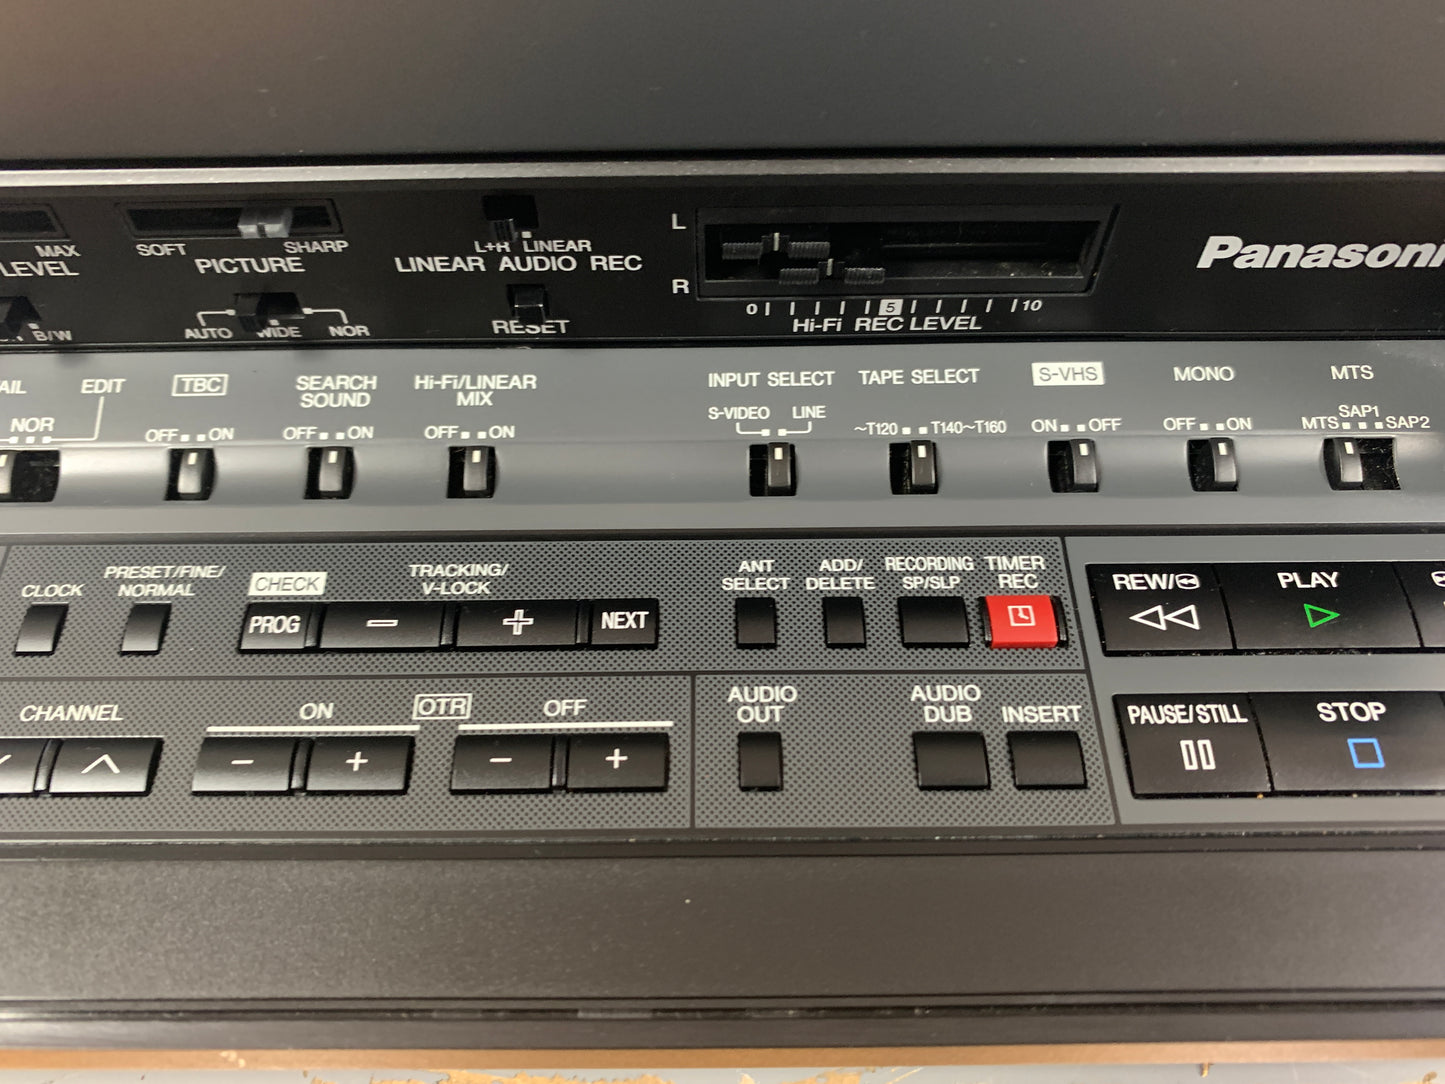 L
MAX
SOFT SHARP
L+R LINEAR
LEVEL
PICTURE
LINEAR AUDIO REC
Panasoni
R
B/W
AUTO WIDE NOR
RESET
0 5 10
Hi-Fi REC LEVEL
EDIT
TBC
SEARCH
SOUND
Hi-Fi/LINEAR
MIX
INPUT SELECT
TAPE SELECT
S-VHS
MONO
MTS
NOR
OFF ON
OFF ON
OFF ON
S-VIDEO LINE
~T120 T140~T160
ON OFF
OFF ON
SAP1
MTS SAP2
CLOCK
PRESET/FINE/
NORMAL
CHECK
TRACKING/
V-LOCK
ANT
SELECT
ADD/
DELETE
RECORDING
SP/SLP
TIMER
REC
REW/
PLAY
PROG
−
+
NEXT
CHANNEL
ON
OTR
OFF
AUDIO
OUT
AUDIO
DUB
INSERT
PAUSE/STILL
STOP
− +
− +